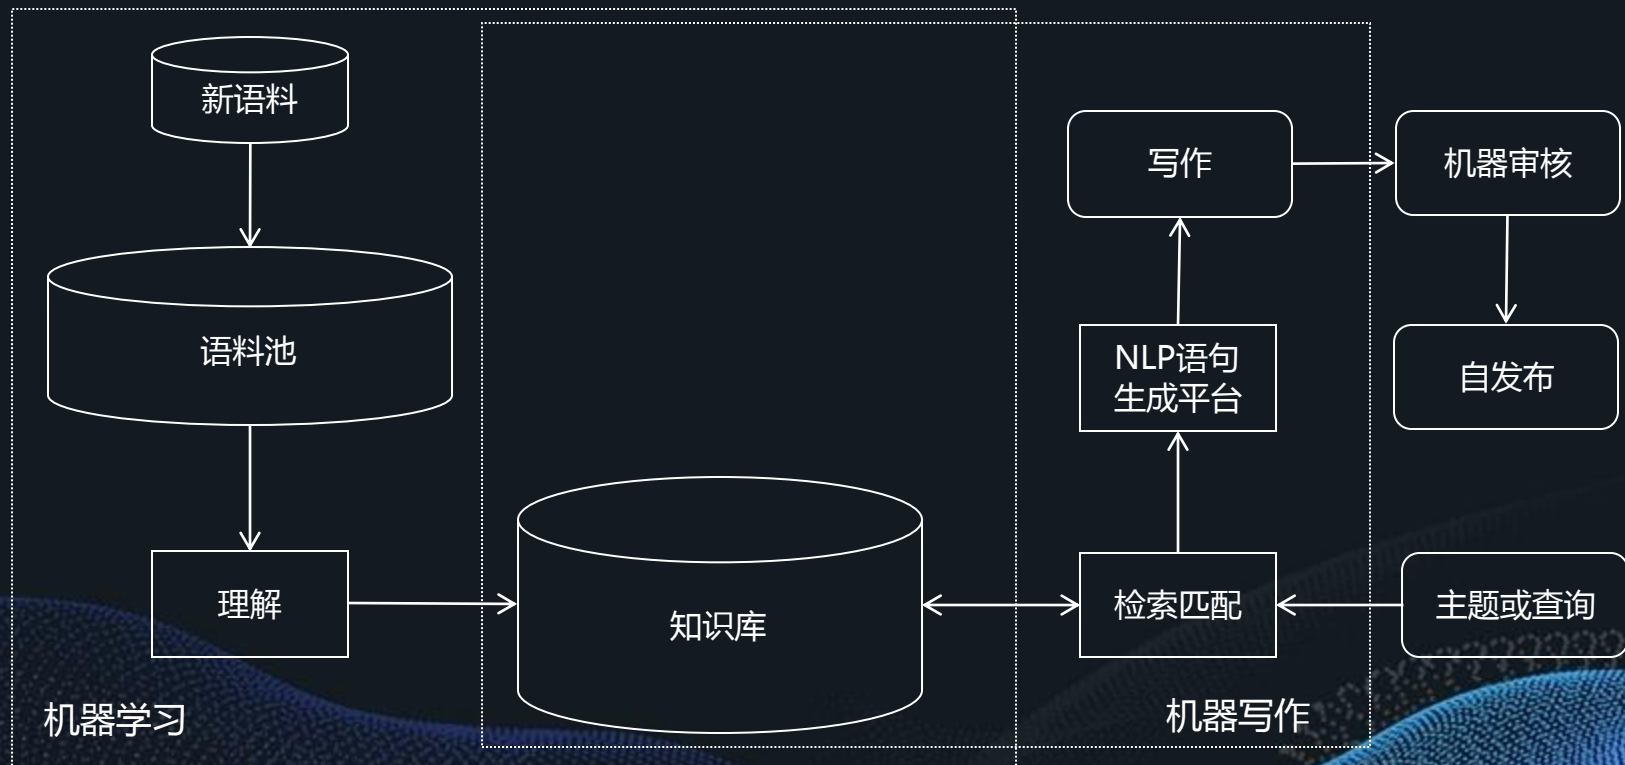 新语料
写作
机器审核
语料池
NLP语句
生成平台
自发布
理解
知识库
检索匹配
主题或查询
机器学习
机器写作